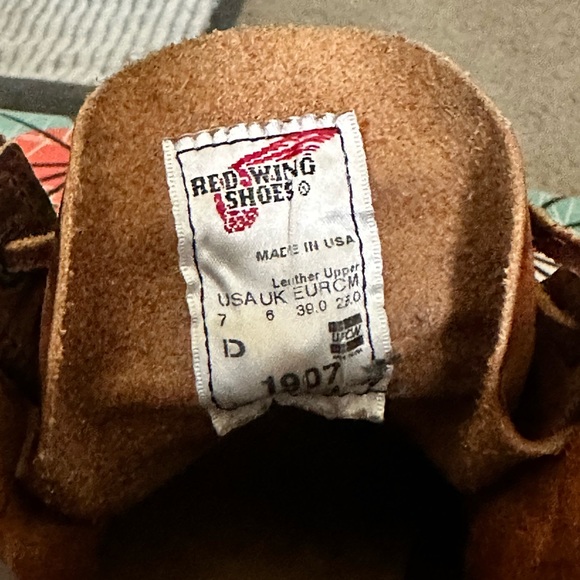 RED WING
SHOES®
MADE IN USA
Leather Upper
USA UK EUR CM
7 6 39.0 25.0
D
UFCW
1907